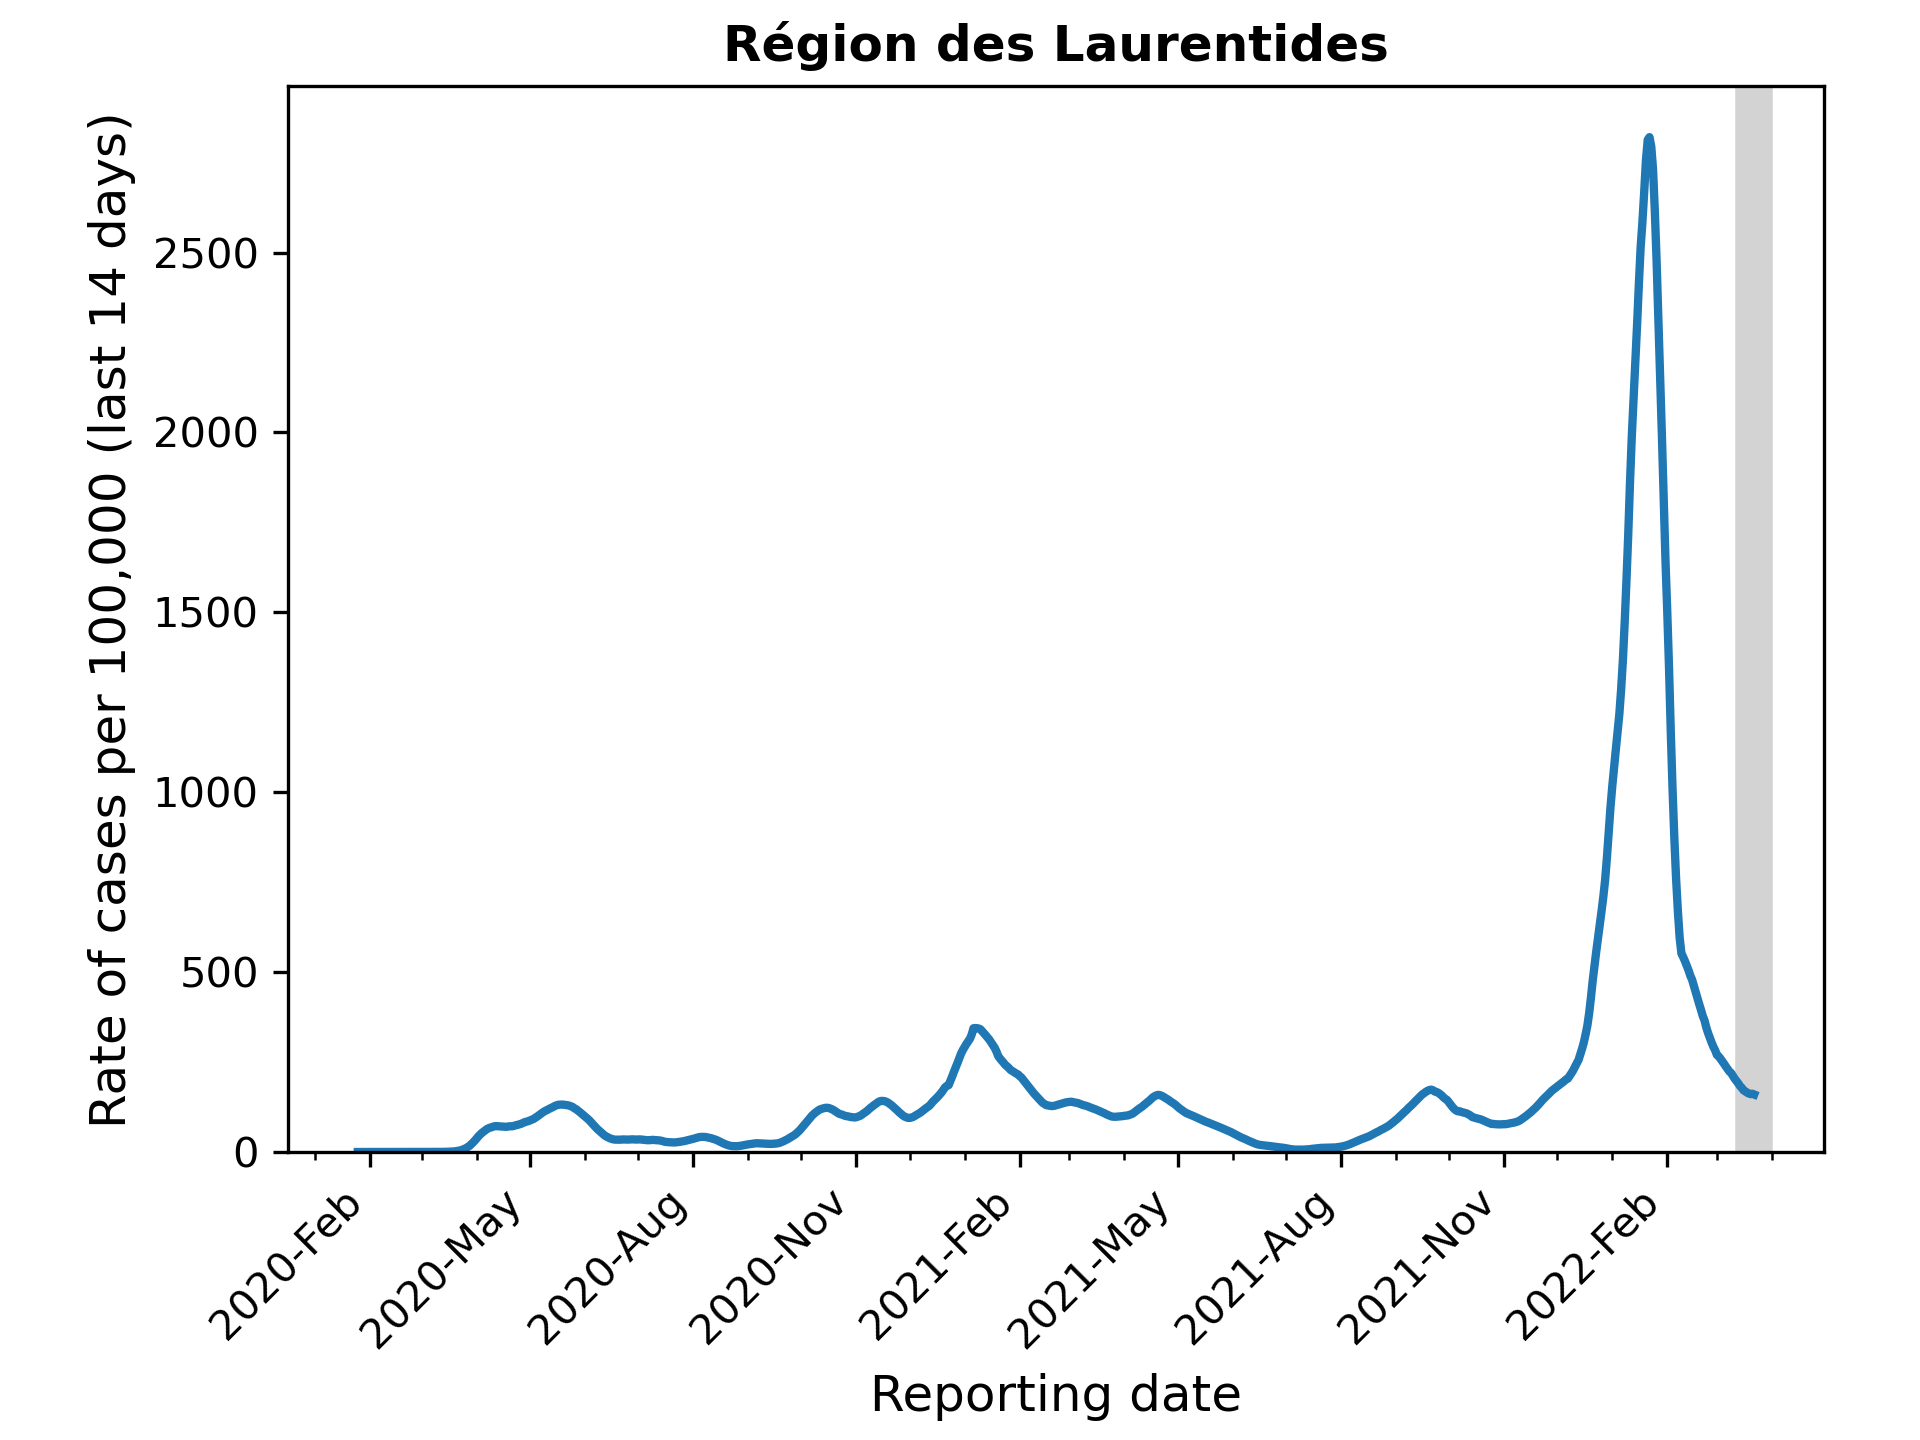 Région des Laurentides
Rate of cases per 100,000 (last 14 days)
2500
2000
1500
1000
500
0
2020-Feb
2020-May
2020-Aug
2020-Nov
2021-Feb
2021-May
2021-Aug
2021-Nov
2022-Feb
Reporting date